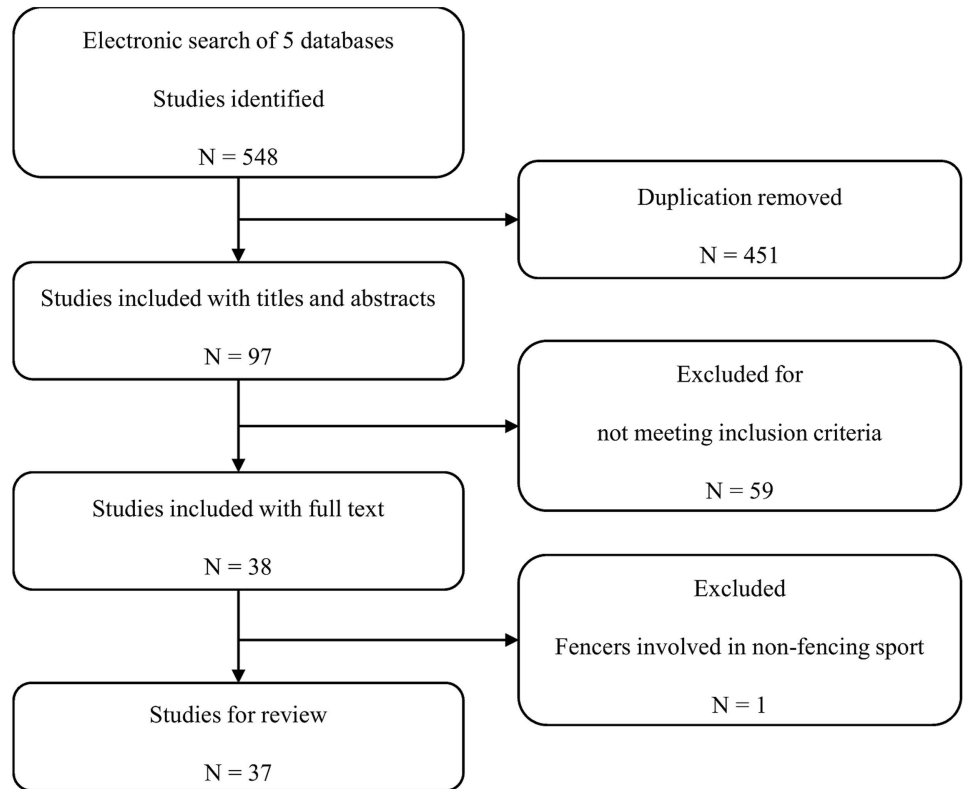 Electronic search of 5 databases
Studies identified
N = 548
Duplication removed
N = 451
Studies included with titles and abstracts
N = 97
Excluded for
not meeting inclusion criteria
N = 59
Studies included with full text
N = 38
Excluded
Fencers involved in non-fencing sport
N = 1
Studies for review
N = 37